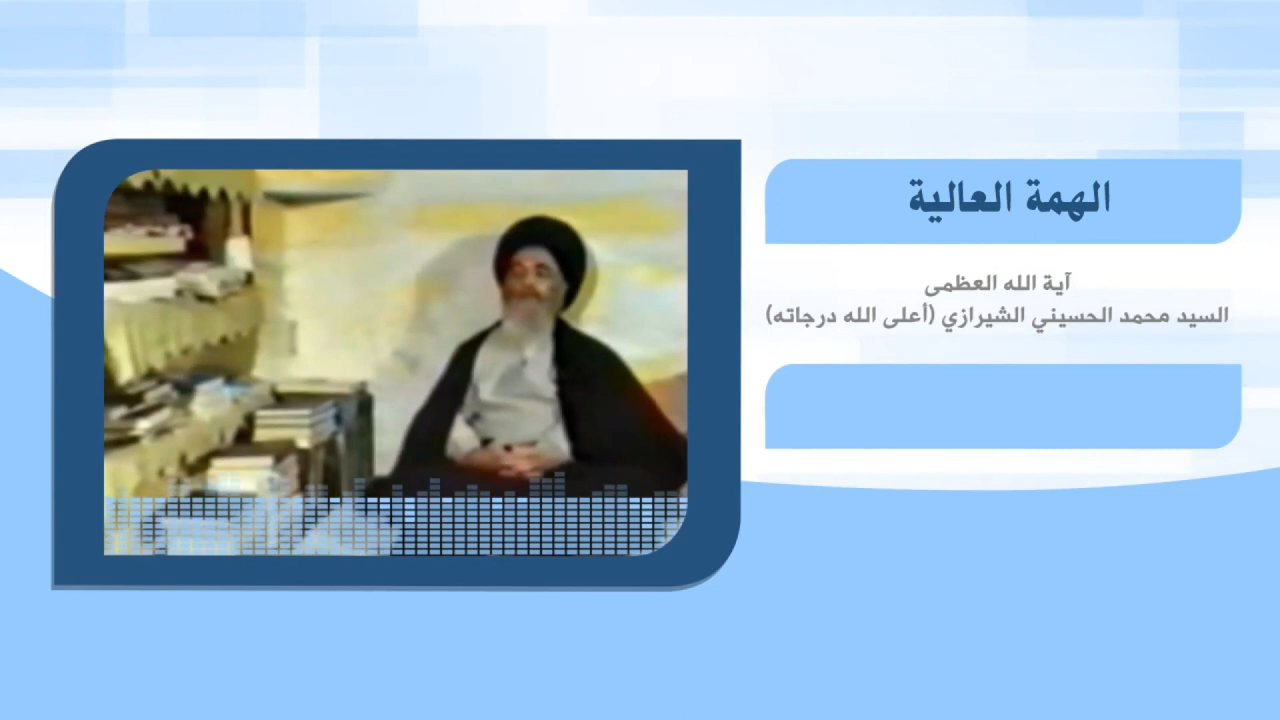 الهمة العالية
آية الله العظمى
السيد محمد الحسيني الشيرازي (أعلى الله درجاته)